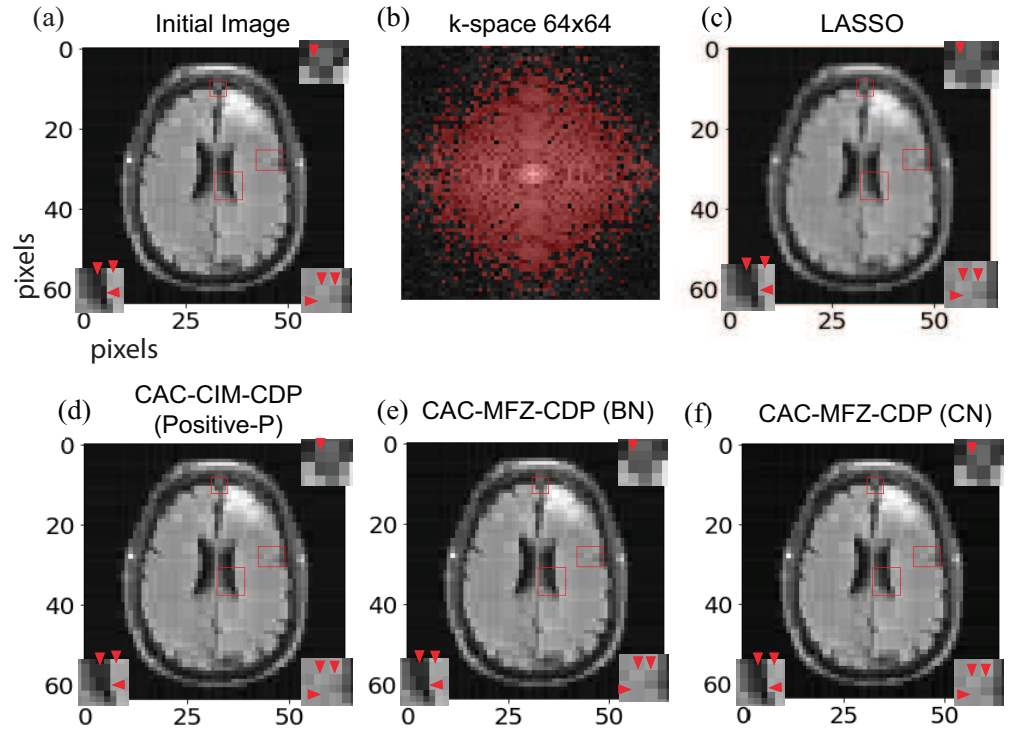 (a)
Initial Image
0
20
40
60
pixels
0
25
50
pixels
(b)
k-space 64x64
(c)
LASSO
0
20
40
60
0
25
50
(d)
CAC-CIM-CDP
(Positive-P)
0
20
40
60
0
25
50
(e)
CAC-MFZ-CDP (BN)
0
20
40
60
0
25
50
(f)
CAC-MFZ-CDP (CN)
0
20
40
60
0
25
50